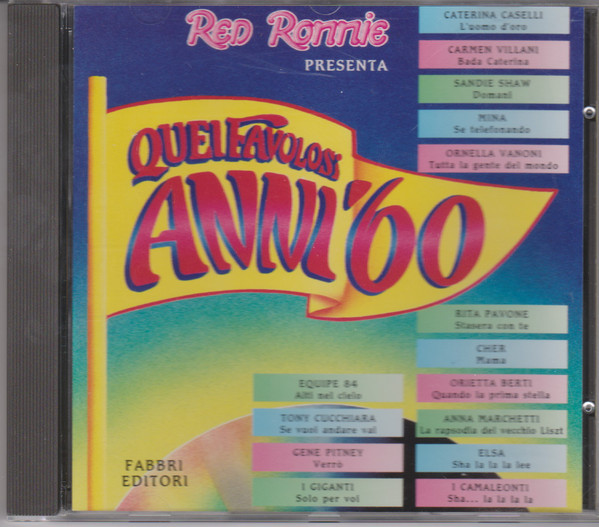 Red Ronnie
PRESENTA
QUEI FAVOLOSI
ANNI '60
CATERINA CASELLI
L'uomo d'oro
CARMEN VILLANI
Bada Caterina
SANDIE SHAW
Domani
MINA
Se telefonando
ORNELLA VANONI
Tutta la gente del mondo
RITA PAVONE
Stasera con te
CHER
Mama
ORIETTA BERTI
Quando la prima stella
ANNA MARCHETTI
La rapsodia del vecchio Liszt
ELSA
Sha la la la lee
I CAMALEONTI
Sha... la la la la
EQUIPE 84
Alti nel cielo
TONY CUCCHIARA
Se vuoi andare vai
GENE PITNEY
Verrò
I GIGANTI
Solo per voi
FABBRI
EDITORI